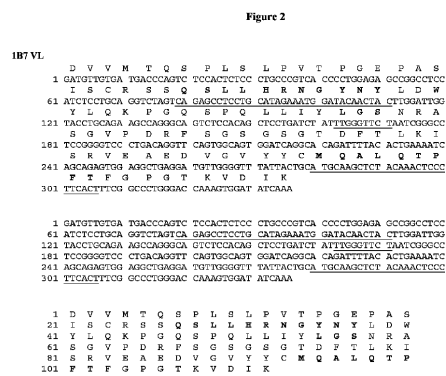 Figure 2
1B7 VL
D V V M T Q S P L S L P V T P G E P A S
1 GATGTTGTGA TGACCCAGTC TCCACTCTCC CTGCCCGTCA CCCCTGGAGA GCCGGCCTCC
I S C R S S Q S L L H R N G Y N Y L D W
61 ATCTCCTGCA GGTCTAGTCA GAGCCTCCTG CATAGAAATG GATACAACTA CTTGGATTGG
Y L Q K P G Q S P Q L L I Y L G S N R A
121 TACCTGCAGA AGCCAGGGCA GTCTCCACAG CTCCTGATCT ATTTGGGTTC TAATCGGGCC
S G V P D R F S G S G S G T D F T L K I
181 TCCGGGGTCC CTGACAGGTT CAGTGGCAGT GGATCAGGCA CAGATTTTAC ACTGAAAATC
S R V E A E D V G V Y Y C M Q A L Q T P
241 AGCAGAGTGG AGGCTGAGGA TGTTGGGGTT TATTACTGCA TGCAAGCTCT ACAAACTCCC
F T F G P G T K V D I K
301 TTCACTTTCG GCCCTGGGAC CAAAGTGGAT ATCAAA
1 GATGTTGTGA TGACCCAGTC TCCACTCTCC CTGCCCGTCA CCCCTGGAGA GCCGGCCTCC
61 ATCTCCTGCA GGTCTAGTCA GAGCCTCCTG CATAGAAATG GATACAACTA CTTGGATTGG
121 TACCTGCAGA AGCCAGGGCA GTCTCCACAG CTCCTGATCT ATTTGGGTTC TAATCGGGCC
181 TCCGGGGTCC CTGACAGGTT CAGTGGCAGT GGATCAGGCA CAGATTTTAC ACTGAAAATC
241 AGCAGAGTGG AGGCTGAGGA TGTTGGGGTT TATTACTGCA TGCAAGCTCT ACAAACTCCC
301 TTCACTTTCG GCCCTGGGAC CAAAGTGGAT ATCAAA
1 D V V M T Q S P L S L P V T P G E P A S
21 I S C R S S Q S L L H R N G Y N Y L D W
41 Y L Q K P G Q S P Q L L I Y L G S N R A
61 S G V P D R F S G S G S G T D F T L K I
81 S R V E A E D V G V Y Y C M Q A L Q T P
101 F T F G P G T K V D I K